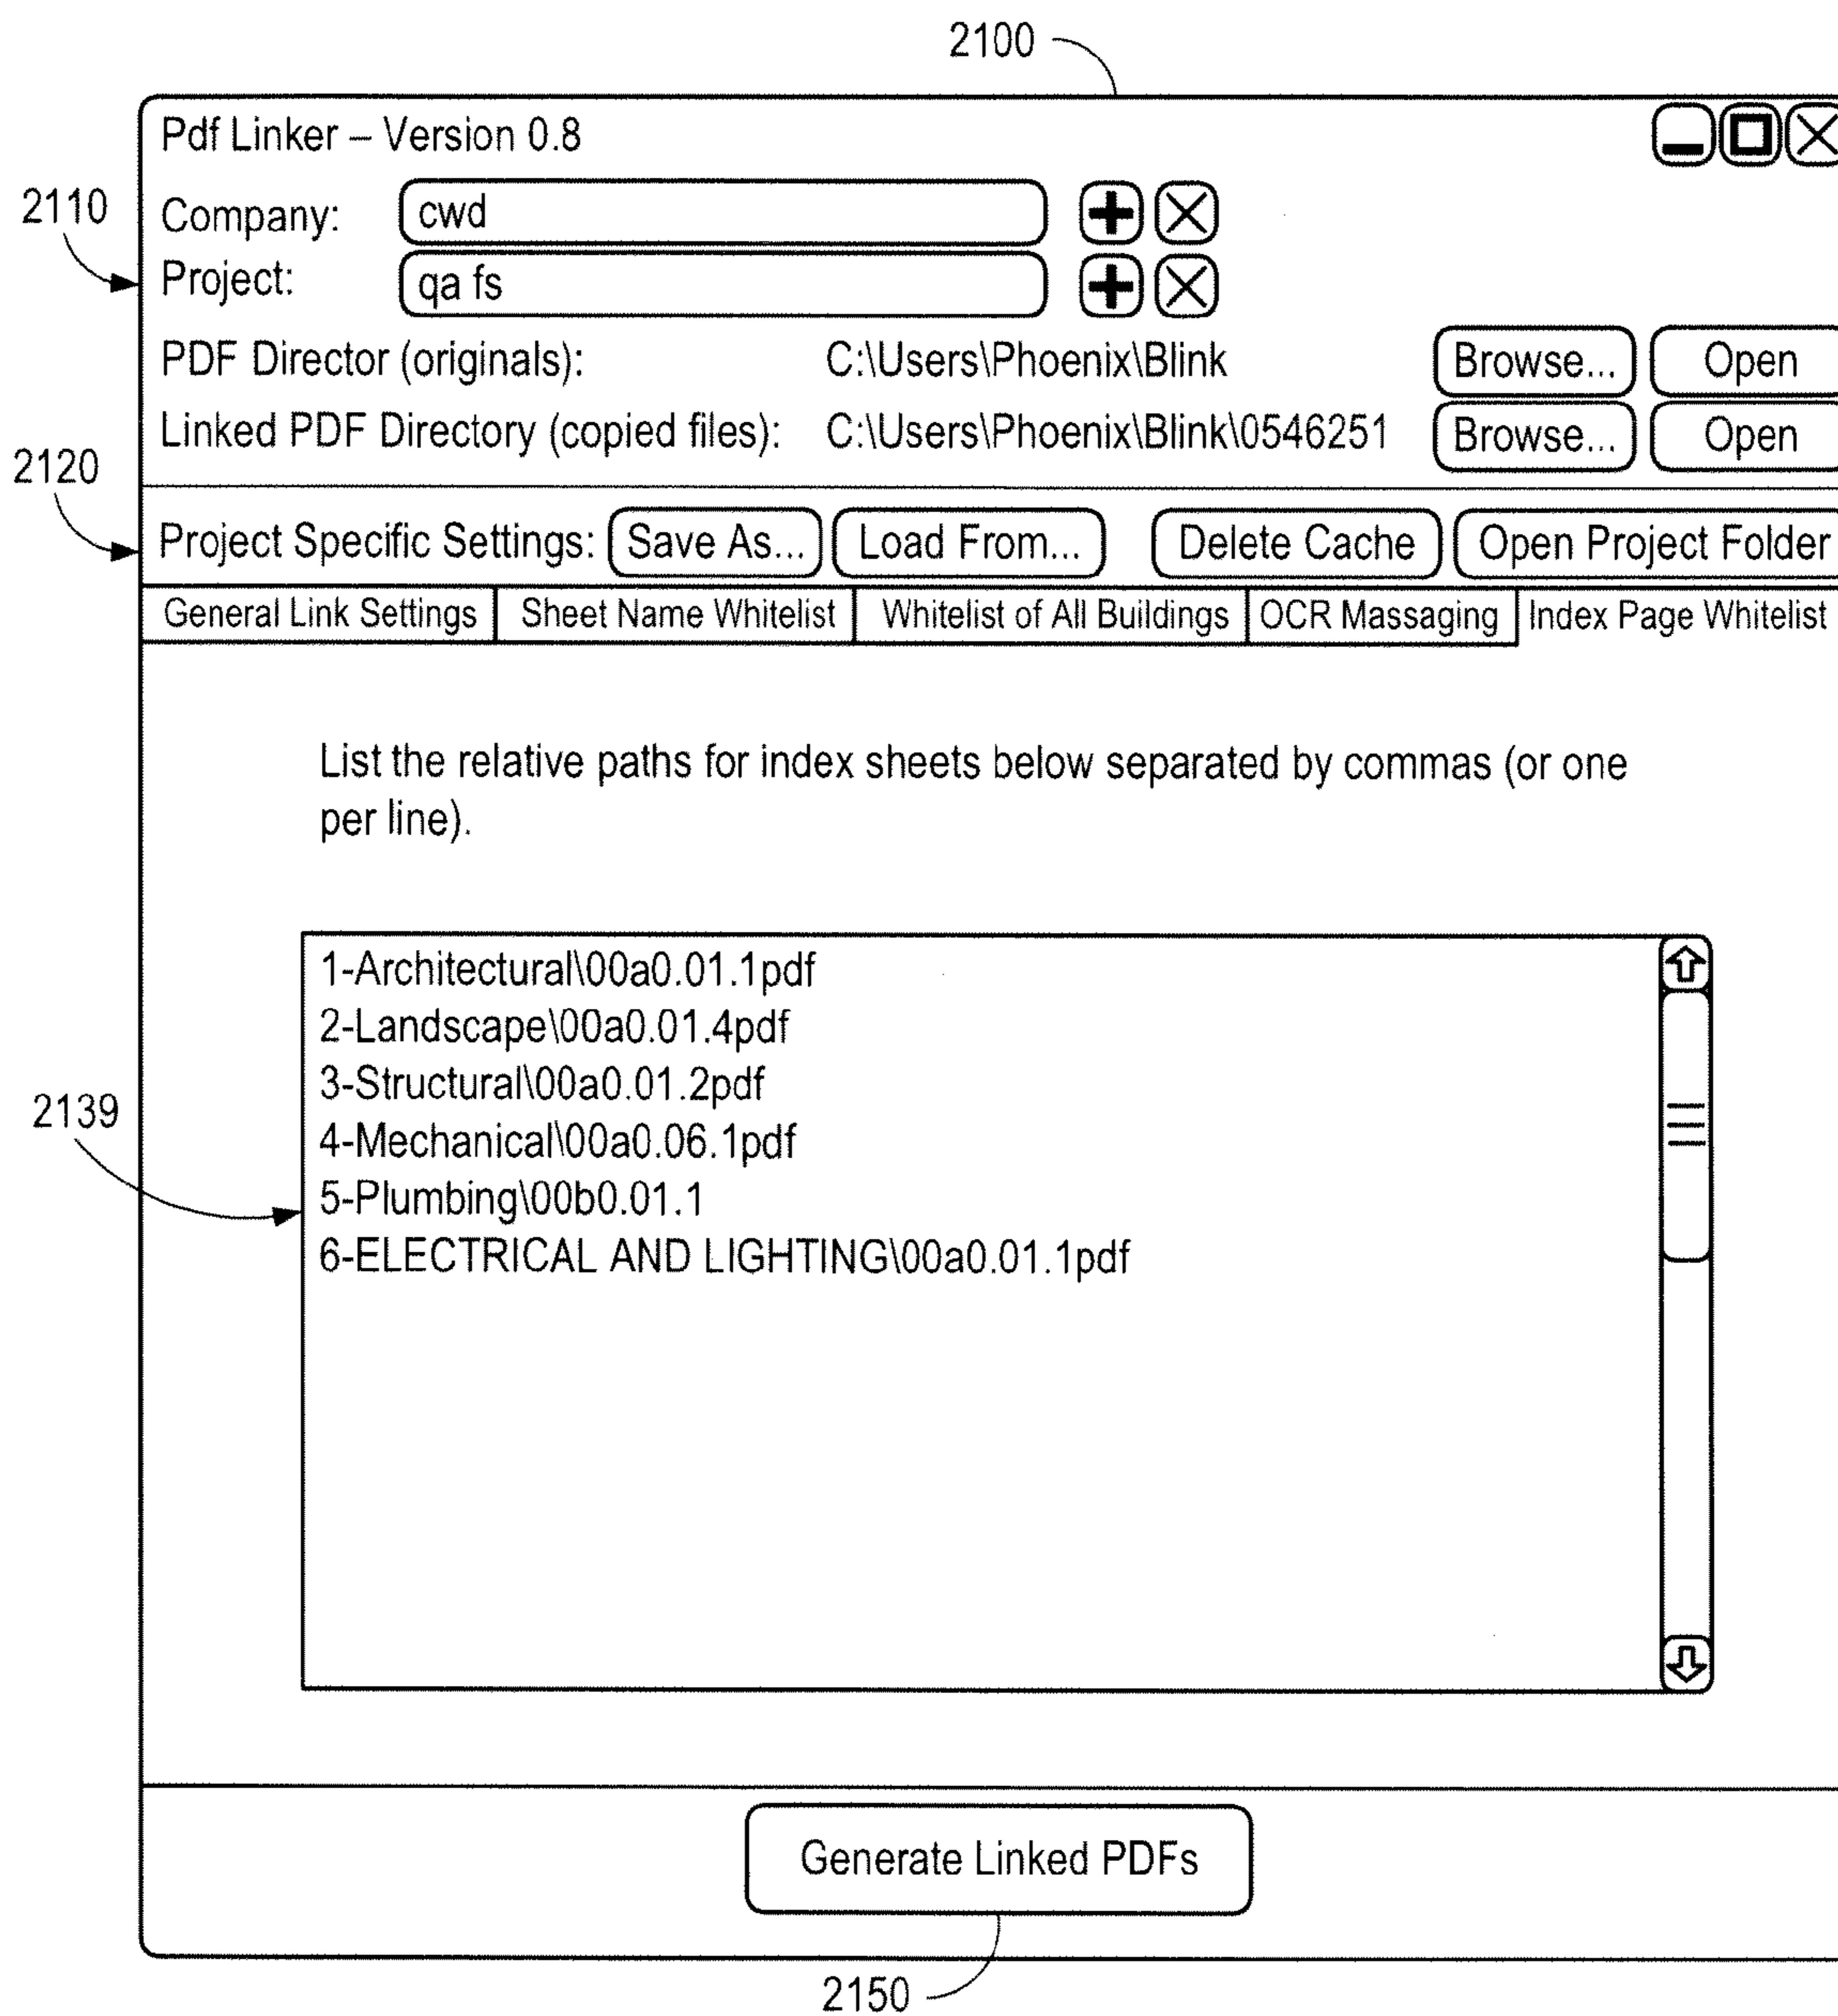 2100
Pdf Linker – Version 0.8
2110
Company: cwd
Project: qa fs
PDF Director (originals): C:\Users\Phoenix\Blink Browse... Open
Linked PDF Directory (copied files): C:\Users\Phoenix\Blink\0546251 Browse... Open
2120
Project Specific Settings: Save As... Load From... Delete Cache Open Project Folder
General Link Settings Sheet Name Whitelist Whitelist of All Buildings OCR Massaging Index Page Whitelist
List the relative paths for index sheets below separated by commas (or one
per line).
1-Architectural\00a0.01.1pdf
2-Landscape\00a0.01.4pdf
3-Structural\00a0.01.2pdf
2139
4-Mechanical\00a0.06.1pdf
5-Plumbing\00b0.01.1
6-ELECTRICAL AND LIGHTING\00a0.01.1pdf
Generate Linked PDFs
2150